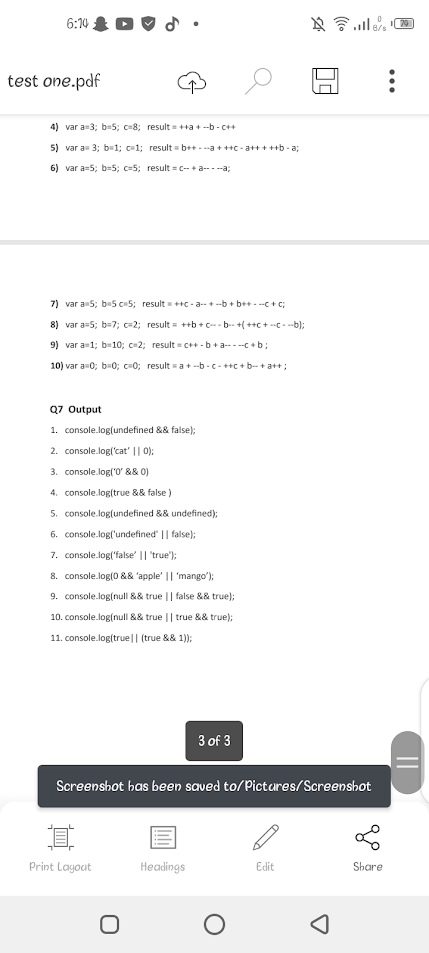 6:14
0
B/s
70
test one.pdf
4) var a=3; b=5; c=8; result = ++a + --b - c++
5) var a= 3; b=1; c=1; result = b++ - --a + ++c - a++ + ++b - a;
6) var a=5; b=5; c=5; result = c-- + a-- - --a;
7) var a=5; b=5 c=5; result = ++c - a-- + --b + b++ - --c + c;
8) var a=5; b=7; c=2; result = ++b + c-- - b-- +( ++c + --c - --b);
9) var a=1; b=10; c=2; result = c++ - b + a-- - --c + b ;
10) var a=0; b=0; c=0; result = a + --b - c - ++c + b-- + a++ ;
Q7 Output
1. console.log(undefined && false);
2. console.log('cat' || 0);
3. console.log('0' && 0)
4. console.log(true && false )
5. console.log(undefined && undefined);
6. console.log('undefined' || false);
7. console.log('false' || 'true');
8. console.log(0 && 'apple' || 'mango');
9. console.log(null && true || false && true);
10. console.log(null && true || true && true);
11. console.log(true|| (true && 1));
3 of 3
Screenshot has been saved to/Pictures/Screenshot
Print Layout Headings Edit Share